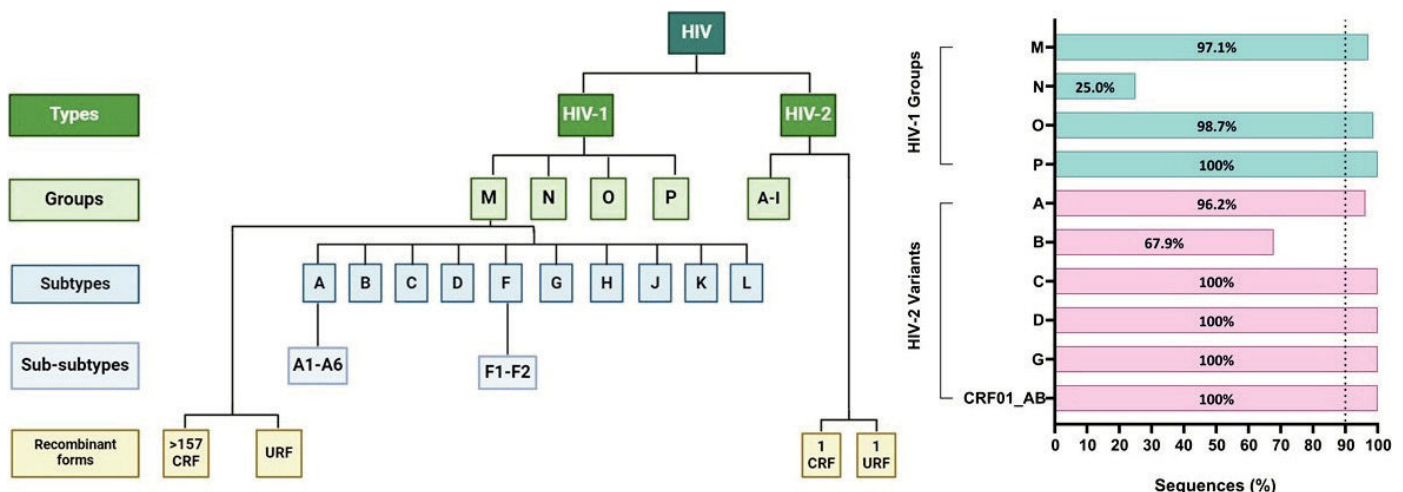 HIV
Types
HIV-1
HIV-2
Groups
M
N
O
P
A-I
Subtypes
A
B
C
D
F
G
H
J
K
L
Sub-subtypes
A1-A6
F1-F2
Recombinant
forms
>157
CRF
URF
1
CRF
1
URF
HIV-1 Groups
M
97.1%
N
25.0%
O
98.7%
P
100%
HIV-2 Variants
A
96.2%
B
67.9%
C
100%
D
100%
G
100%
CRF01_AB
100%
0 10 20 30 40 50 60 70 80 90 100
Sequences (%)